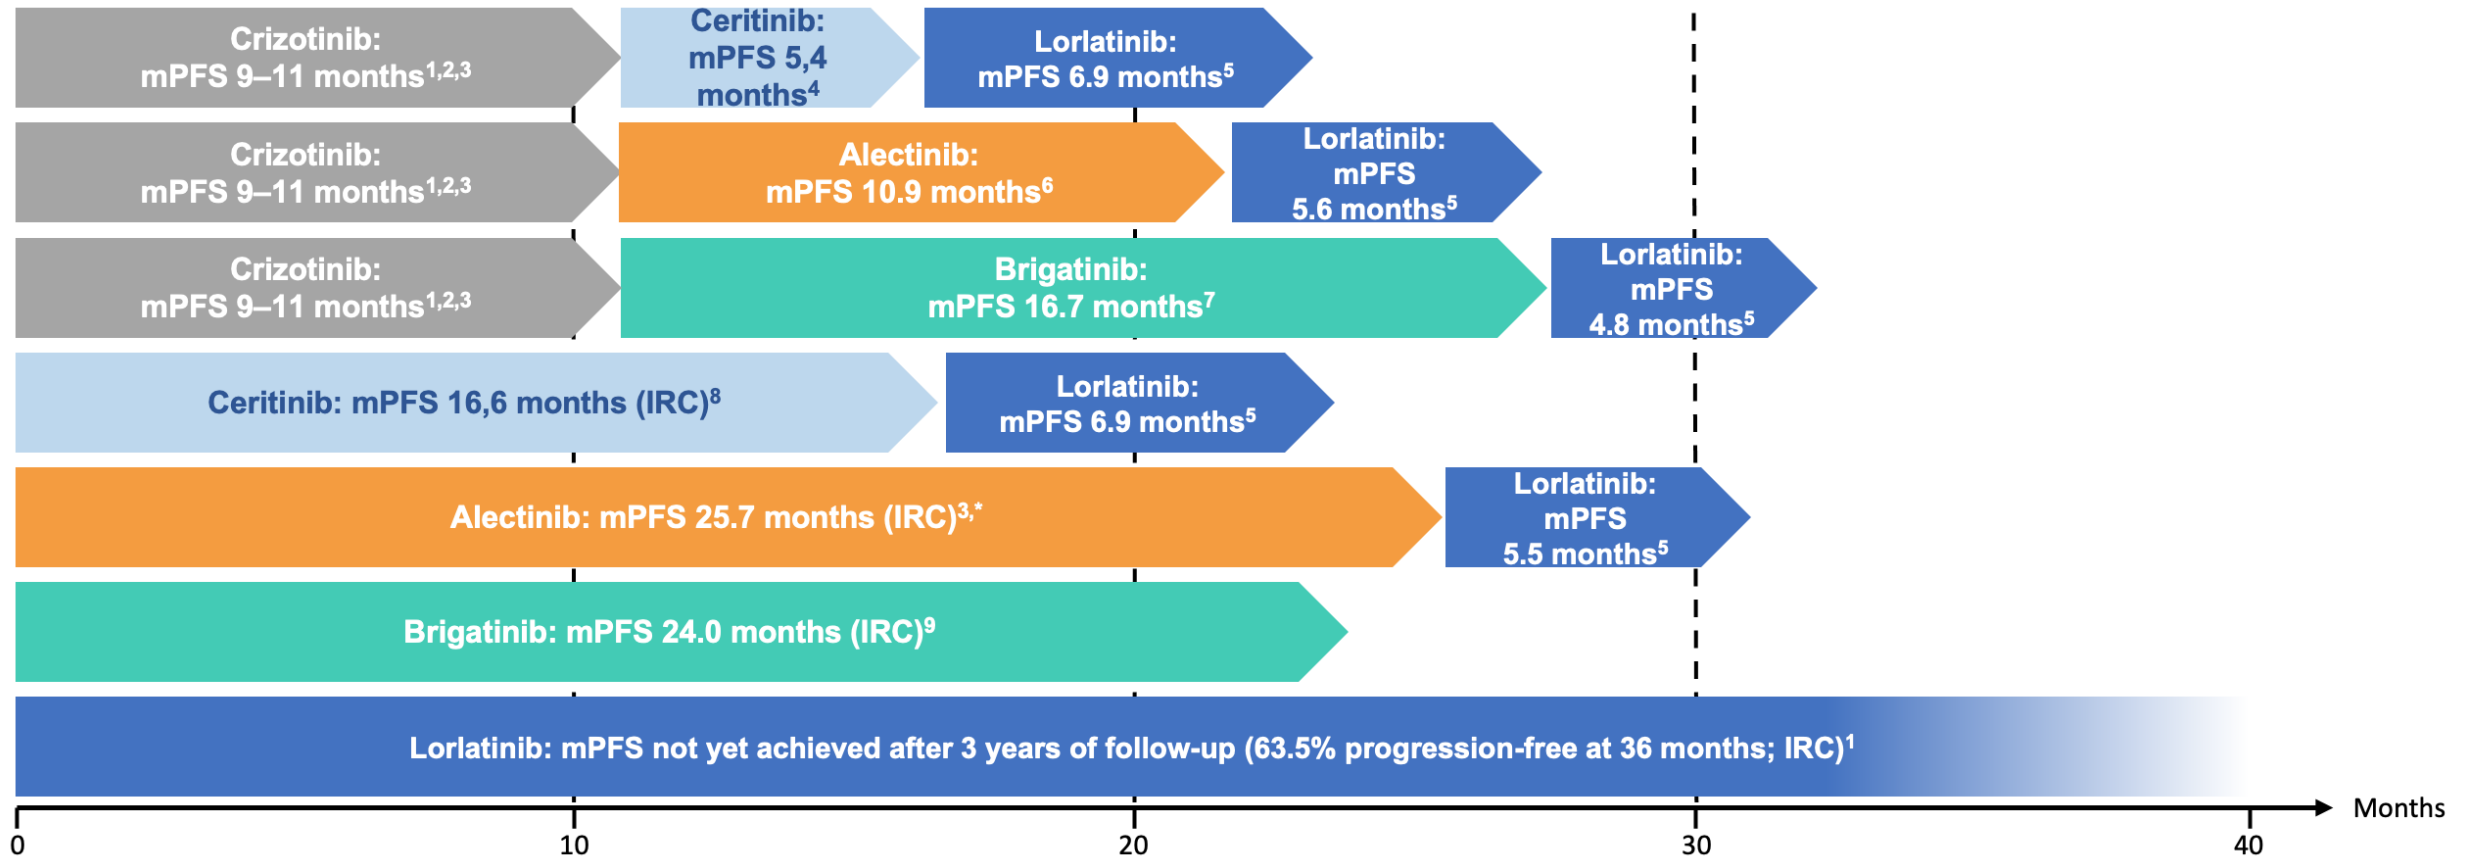 Crizotinib:
mPFS 9–11 months1,2,3
Ceritinib:
mPFS 5,4
months4
Lorlatinib:
mPFS 6.9 months5
Crizotinib:
mPFS 9–11 months1,2,3
Alectinib:
mPFS 10.9 months6
Lorlatinib:
mPFS
5.6 months5
Crizotinib:
mPFS 9–11 months1,2,3
Brigatinib:
mPFS 16.7 months7
Lorlatinib:
mPFS
4.8 months5
Ceritinib: mPFS 16,6 months (IRC)8
Lorlatinib:
mPFS 6.9 months5
Alectinib: mPFS 25.7 months (IRC)3,*
Lorlatinib:
mPFS
5.5 months5
Brigatinib: mPFS 24.0 months (IRC)9
Lorlatinib: mPFS not yet achieved after 3 years of follow-up (63.5% progression-free at 36 months; IRC)1
Months
0 10 20 30 40